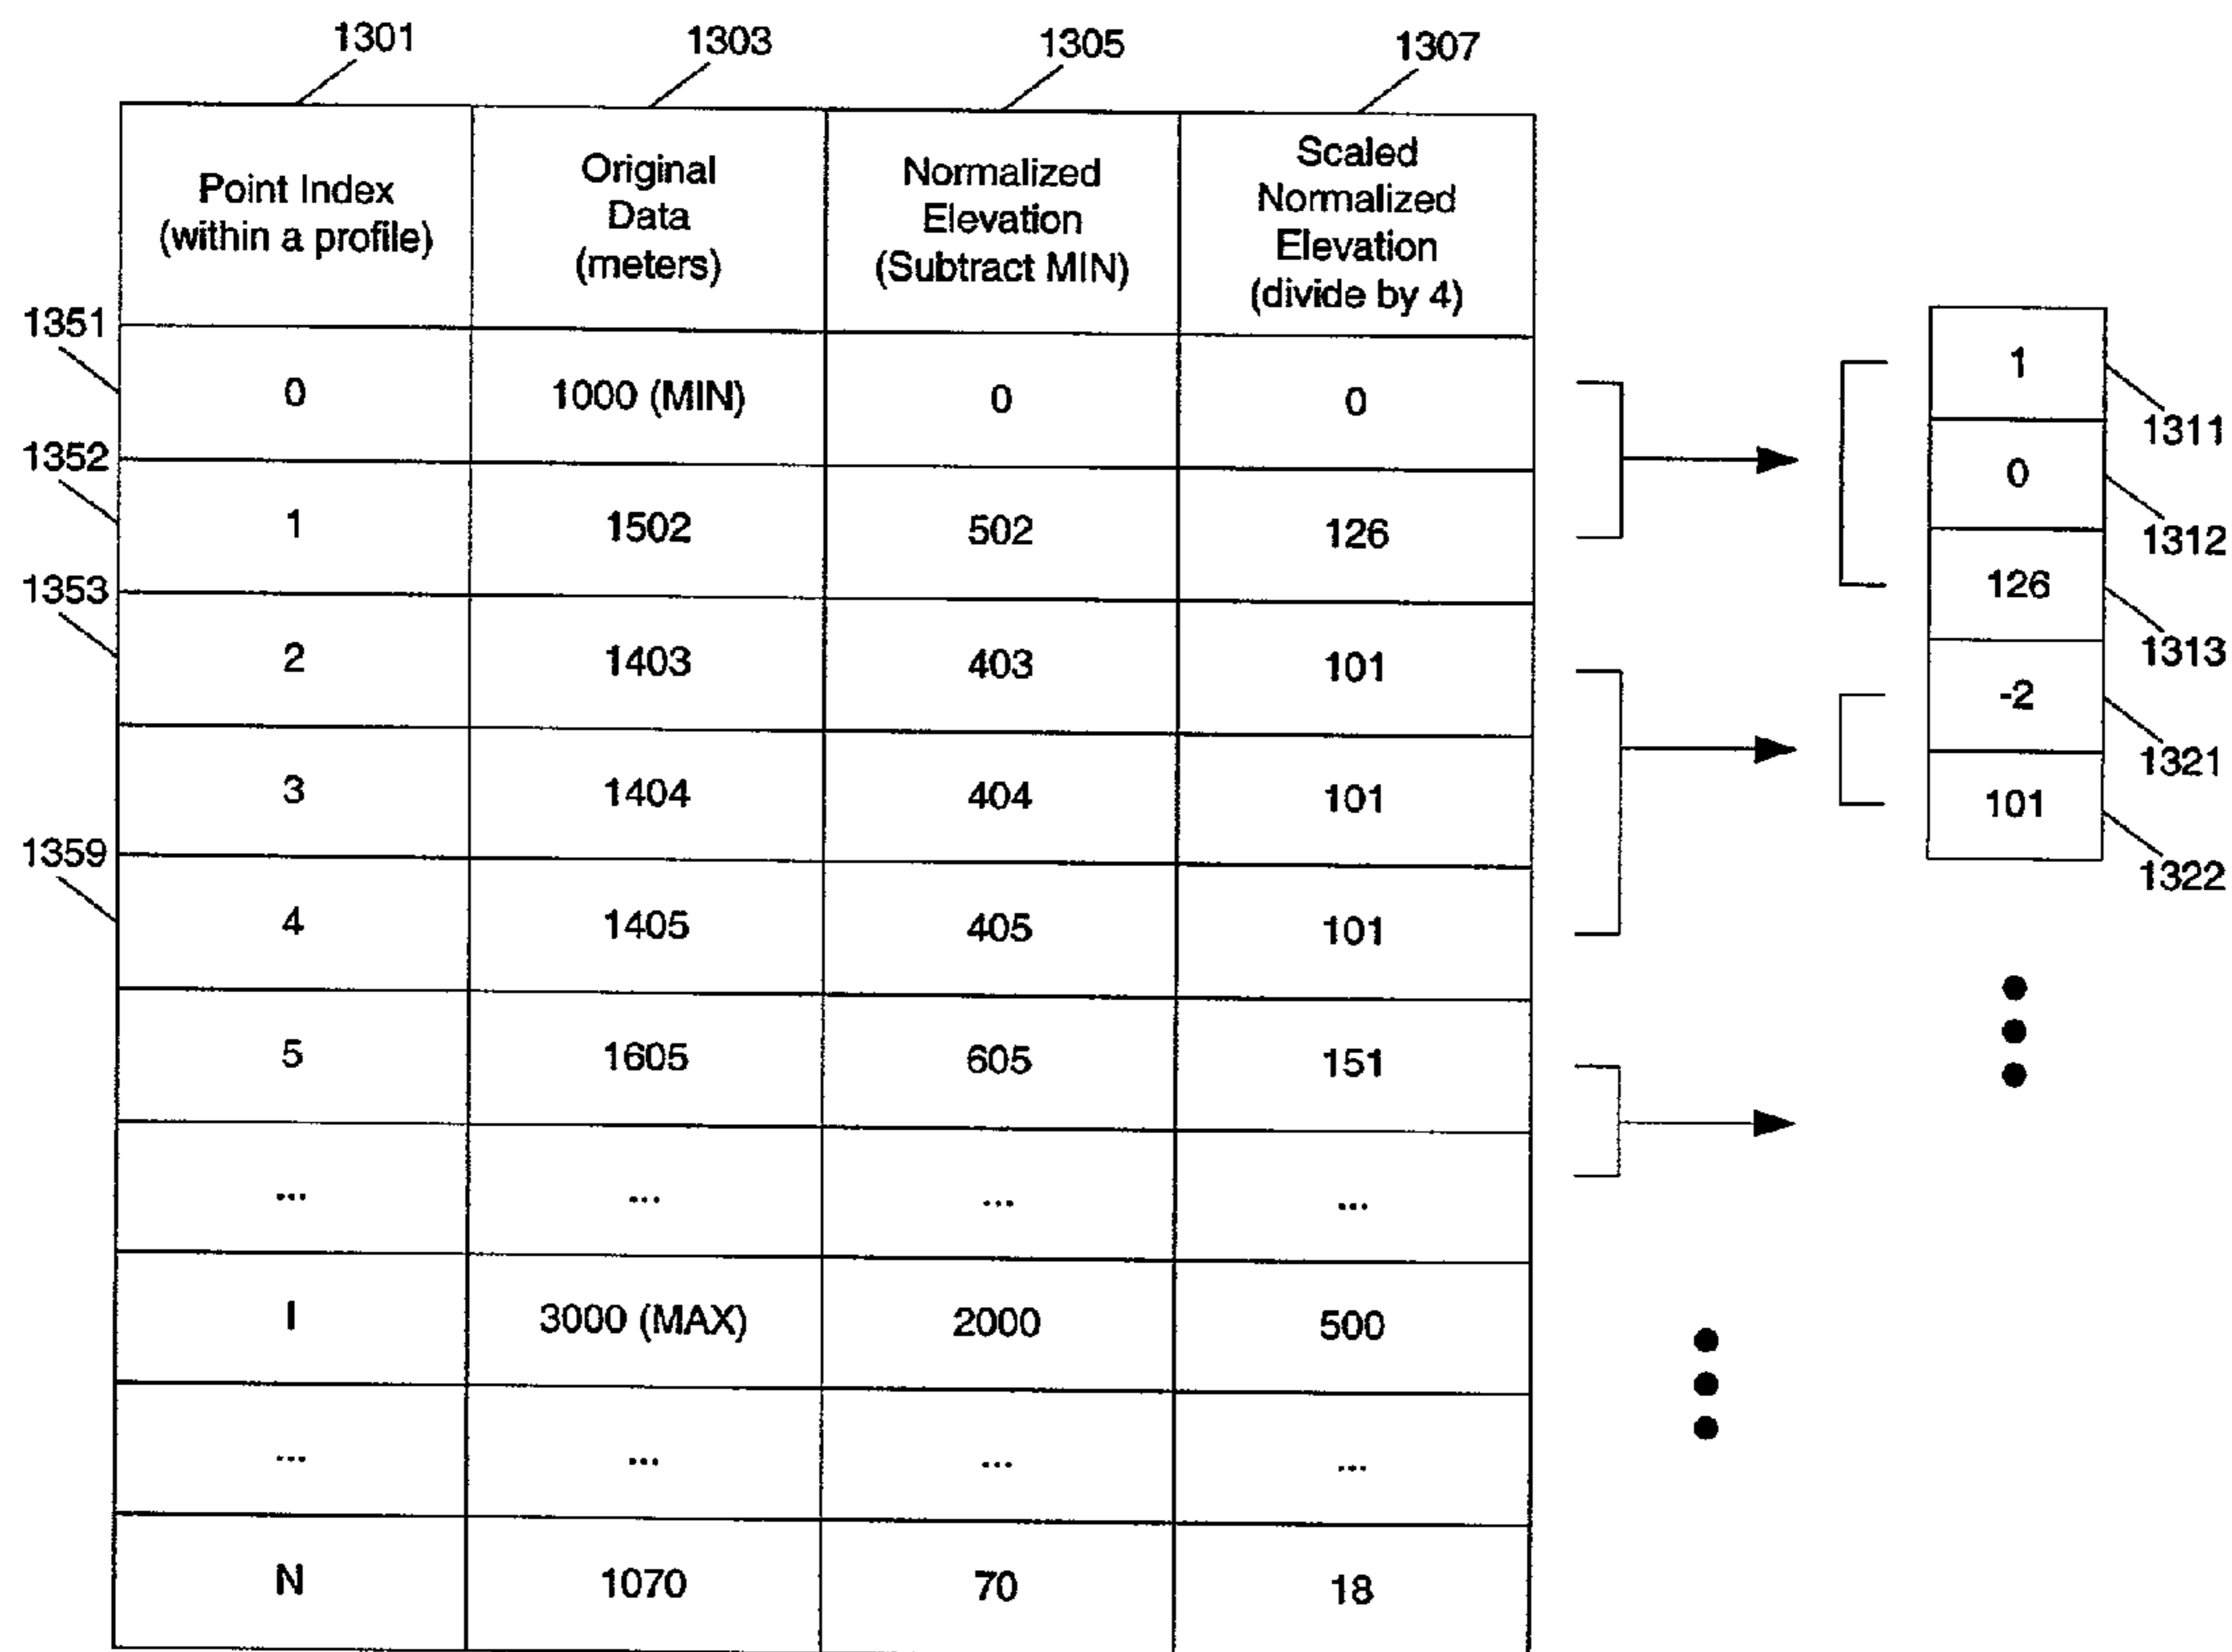 1301 1303 1305 1307
Point Index
(within a profile)
Original
Data
(meters)
Normalized
Elevation
(Subtract MIN)
Scaled
Normalized
Elevation
(divide by 4)
1351
0 1000 (MIN) 0 0
1352
1 1502 502 126
1353
2 1403 403 101
3 1404 404 101
1359
4 1405 405 101
5 1605 605 151
... ... ... ...
I 3000 (MAX) 2000 500
... ... ... ...
N 1070 70 18
1
1311
0
1312
126
1313
-2
1321
101
1322